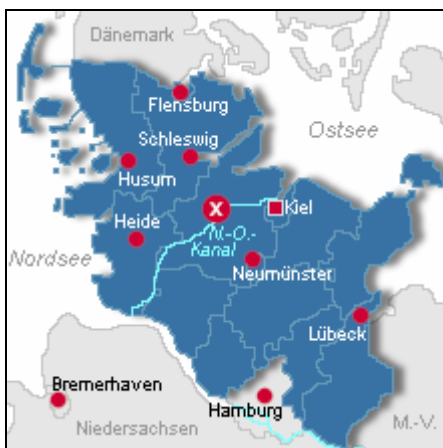 Dänemark
Flensburg
Ostsee
Schleswig
Husum
X
Kiel
Heide
N.-O.-
Kanal
Nordsee
Neumünster
Lübeck
Bremerhaven
Hamburg
Niedersachsen
M.-V.